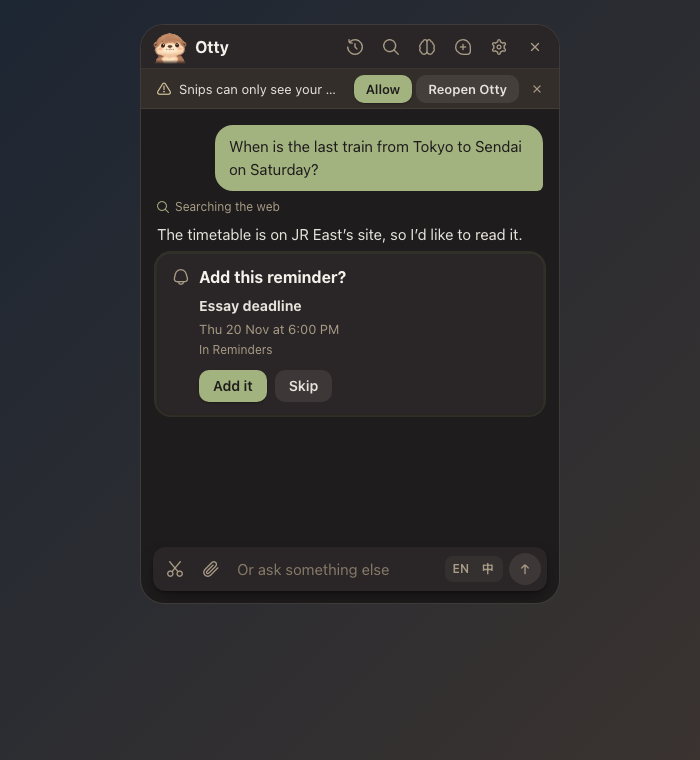 Otty
Snips can only see your ...
Allow
Reopen Otty
When is the last train from Tokyo to Sendai
on Saturday?
Searching the web
The timetable is on JR East’s site, so I’d like to read it.
Add this reminder?
Essay deadline
Thu 20 Nov at 6:00 PM
In Reminders
Add it
Skip
Or ask something else
EN 中